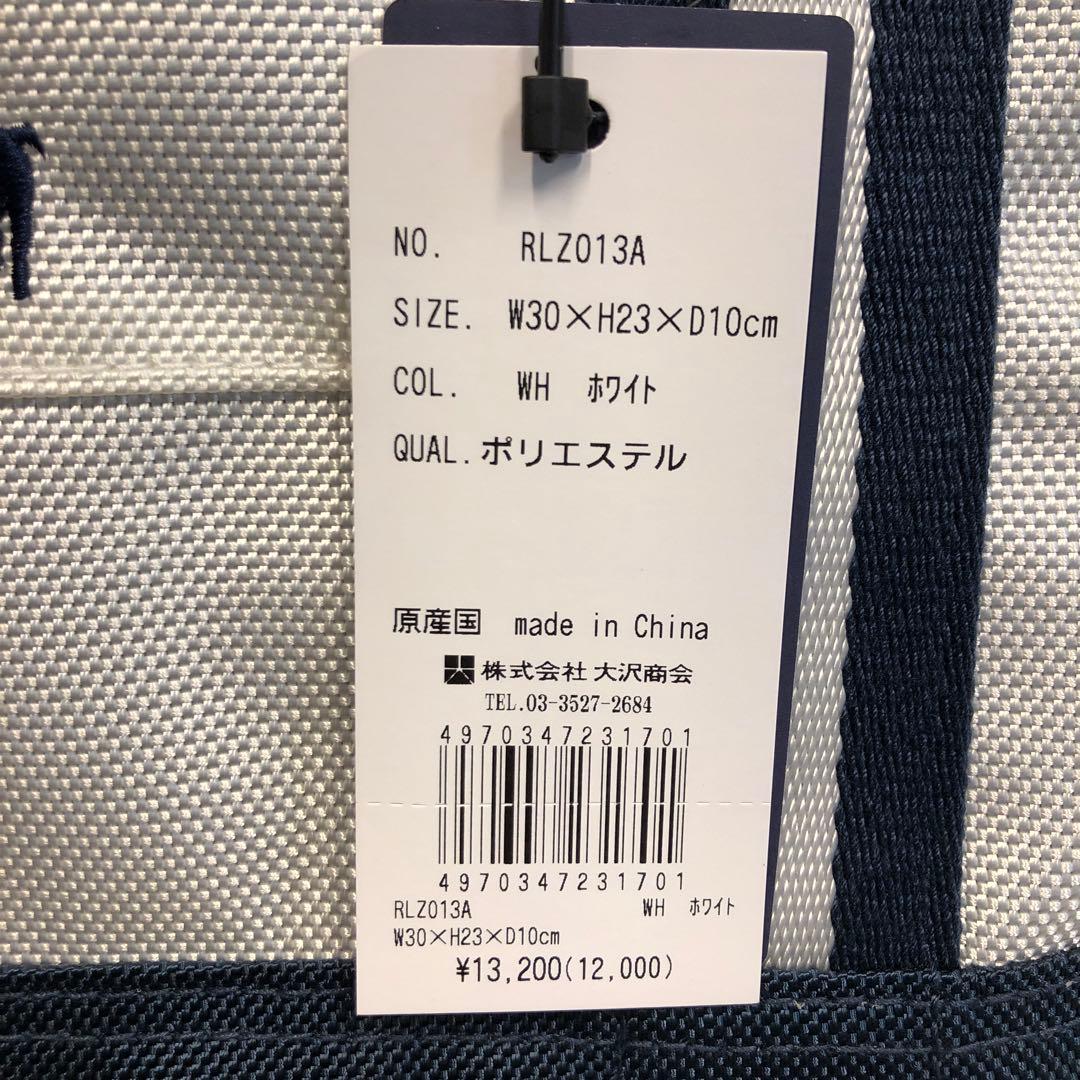 NO. RLZ013A
SIZE. W30×H23×D10cm
COL. WH ﾎﾜｲﾄ
QUAL.ポリエステル
原産国 made in China
株式会社 大沢商会
TEL.03-3527-2684
4970347231701
4970347231701
RLZ013A WH ﾎﾜｲﾄ
W30×H23×D10cm
¥13,200(12,000)